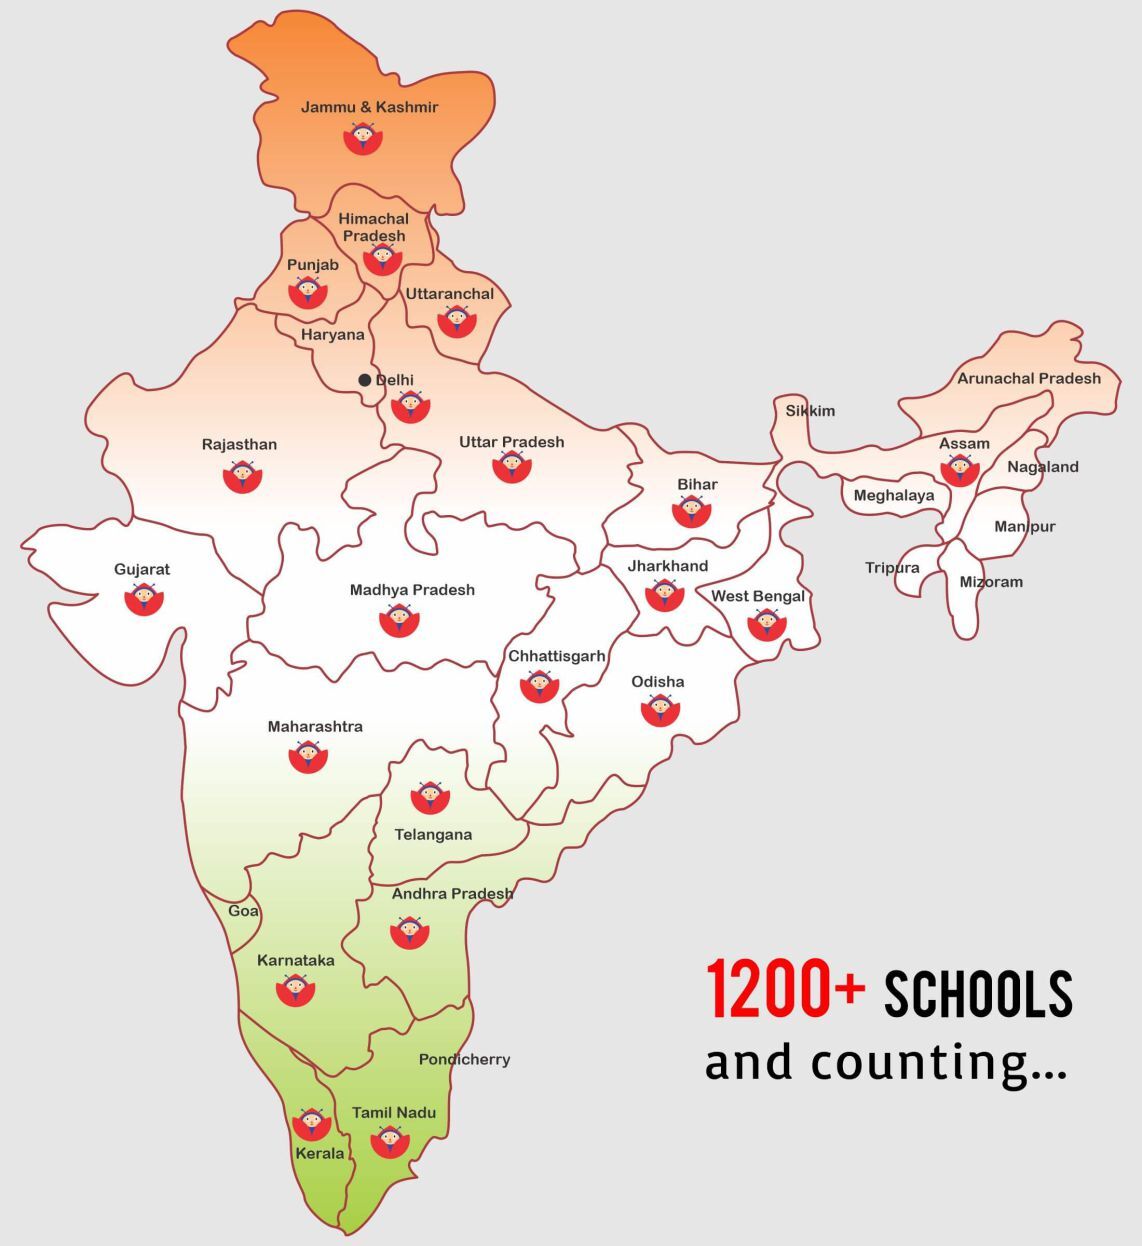 Jammu & Kashmir
Himachal
Pradesh
Punjab
Uttaranchal
Haryana
Delhi
Arunachal Pradesh
Sikkim
Rajasthan
Uttar Pradesh
Assam
Nagaland
Bihar
Meghalaya
Manipur
Gujarat
Jharkhand
Tripura
Mizoram
Madhya Pradesh
West Bengal
Chhattisgarh
Odisha
Maharashtra
Telangana
Andhra Pradesh
Goa
Karnataka
1200+ SCHOOLS
and counting...
Pondicherry
Tamil Nadu
Kerala